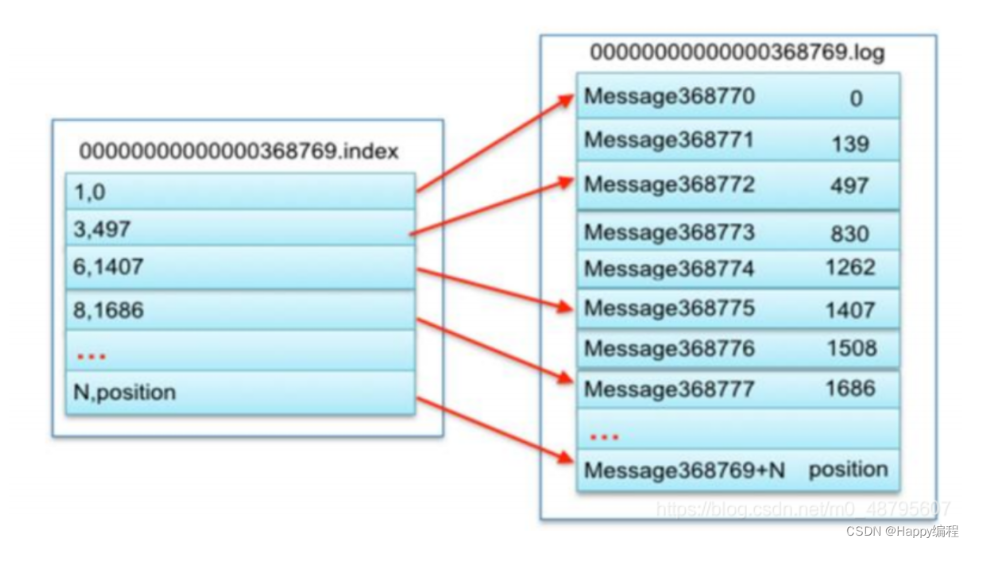 00000000000000368769.index
1,0
3,497
6,1407
8,1686
...
N,position
00000000000000368769.log
Message368770 0
Message368771 139
Message368772 497
Message368773 830
Message368774 1262
Message368775 1407
Message368776 1508
Message368777 1686
...
Message368769+N position
https://blog.csdn.net/m0_48795607
CSDN @Happy编程